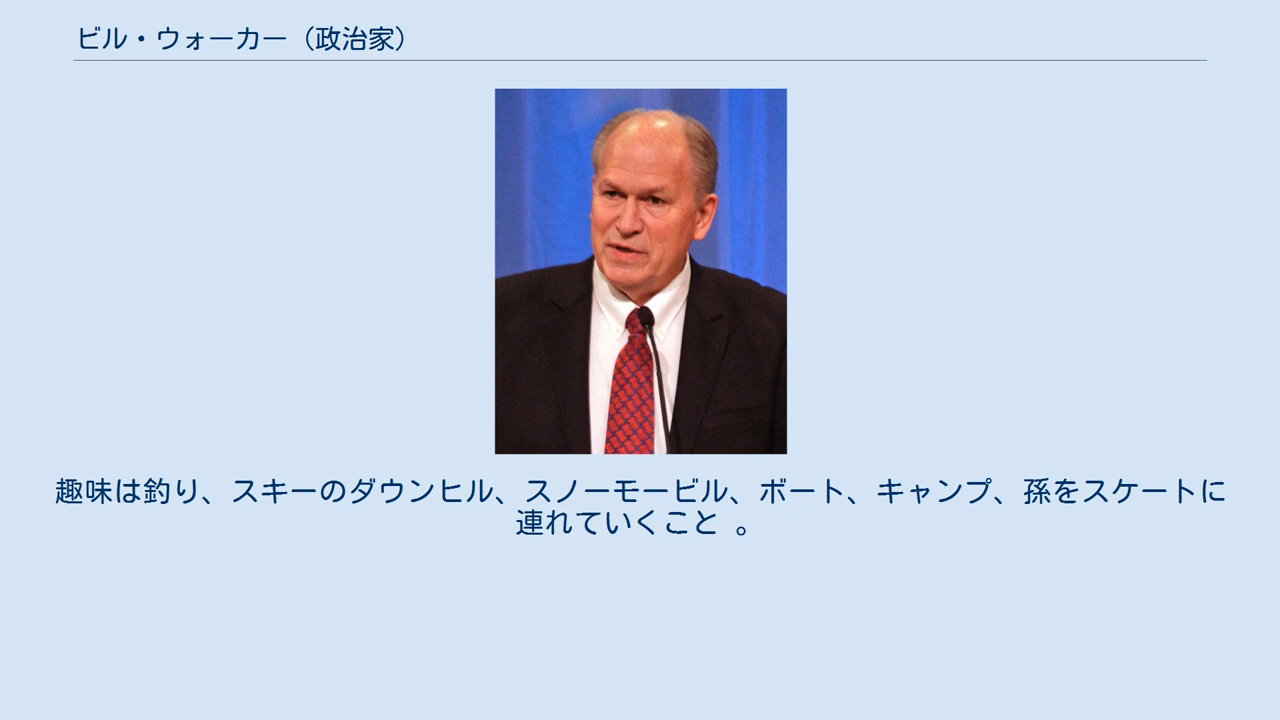 ビル・ウォーカー（政治家）
趣味は釣り、スキーのダウンヒル、スノーモービル、ボート、キャンプ、孫をスケートに
連れていくこと 。